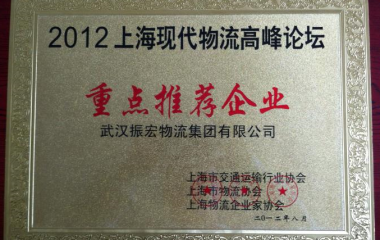 2012上海现代物流高峰论坛
重点推荐企业
武汉振宏物流集团有限公司
上海市交通运输行业协会
上海市物流协会
上海物流企业家协会
二〇一二年八月